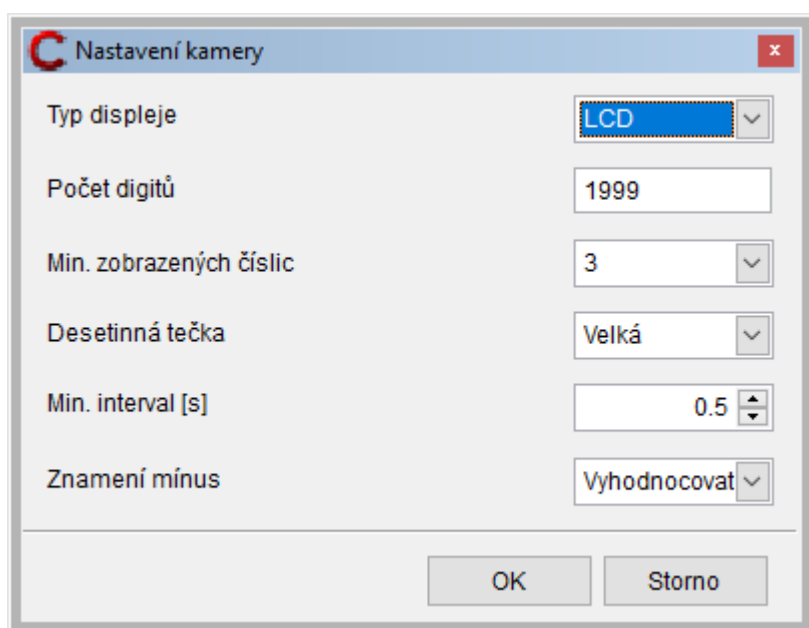 Nastavení kamery
Typ displeje LCD
Počet digitů 1999
Min. zobrazených číslic 3
Desetinná tečka Velká
Min. interval [s] 0.5
Znamení mínus Vyhodnocovat
OK Storno